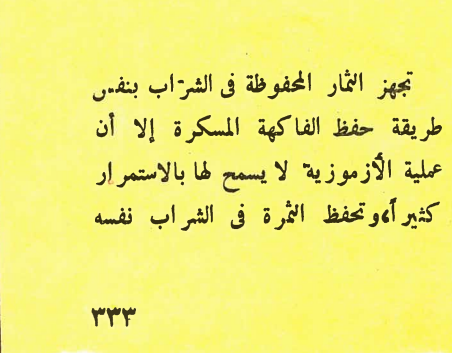 تجهز الثمار المحفوظة فى الشراب بنفس
طريقة حفظ الفاكهة المسكرة إلا أن
عملية الأزموزية لا يسمح لها بالاستمرار
كثيراً، وتحفظ الثمرة فى الشراب نفسه
٣٣٣